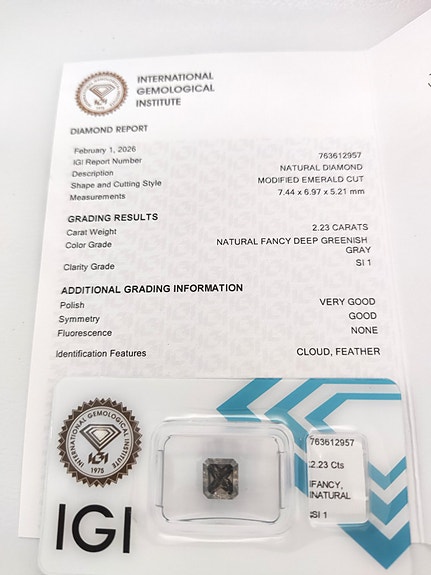 INTERNATIONAL
GEMOLOGICAL
INSTITUTE
IGI
1975
DIAMOND REPORT
February 1, 2026
IGI Report Number 763612957
Description NATURAL DIAMOND
Shape and Cutting Style MODIFIED EMERALD CUT
Measurements 7.44 x 6.97 x 5.21 mm
GRADING RESULTS
Carat Weight 2.23 CARATS
Color Grade NATURAL FANCY DEEP GREENISH
GRAY
Clarity Grade SI 1
ADDITIONAL GRADING INFORMATION
Polish VERY GOOD
Symmetry GOOD
Fluorescence NONE
Identification Features CLOUD, FEATHER
INTERNATIONAL GEMOLOGICAL INSTITUTE
IGI
1975
IGI
763612957
2.23 Cts
FANCY,
NATURAL
SI 1